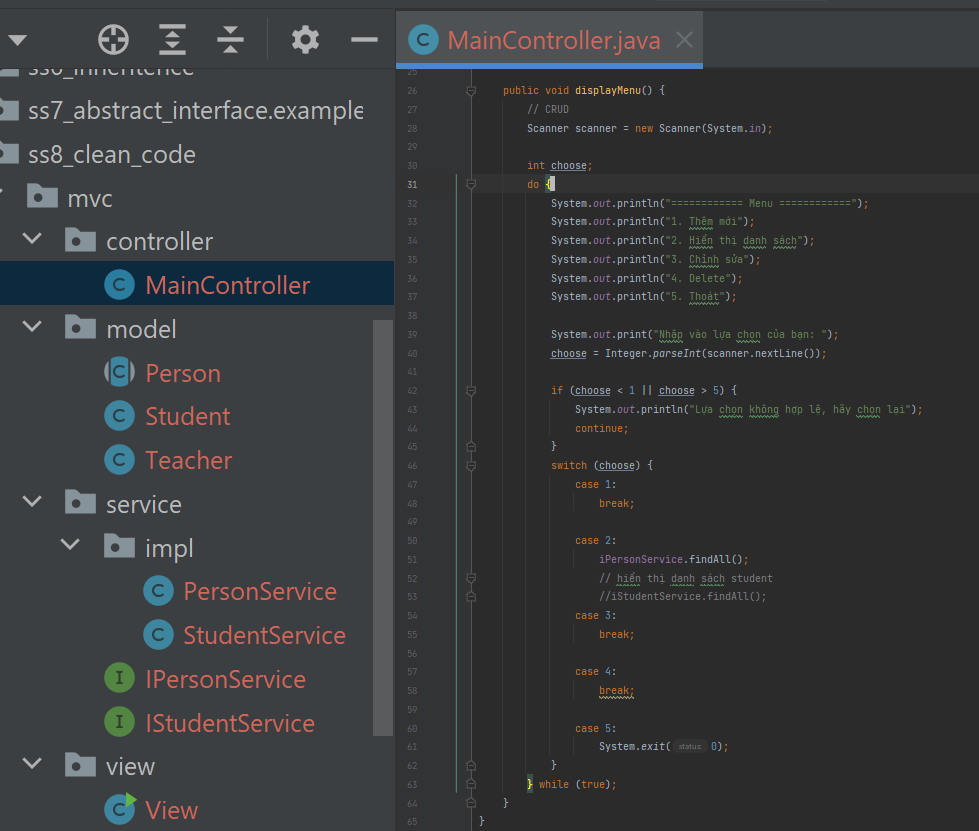 MainController.java
ss6_inheritence
ss7_abstract_interface.example
ss8_clean_code
mvc
controller
MainController
model
Person
Student
Teacher
service
impl
PersonService
StudentService
IPersonService
IStudentService
view
View
25
26 public void displayMenu() {
27 // CRUD
28 Scanner scanner = new Scanner(System.in);
29
30 int choose;
31 do {
32 System.out.println("============ Menu ============");
33 System.out.println("1. Thêm mới");
34 System.out.println("2. Hiển thị danh sách");
35 System.out.println("3. Chỉnh sửa");
36 System.out.println("4. Delete");
37 System.out.println("5. Thoát");
38
39 System.out.print("Nhập vào lựa chọn của bạn: ");
40 choose = Integer.parseInt(scanner.nextLine());
41
42 if (choose < 1 || choose > 5) {
43 System.out.println("Lựa chọn không hợp lệ, hãy chọn lại");
44 continue;
45 }
46 switch (choose) {
47 case 1:
48 break;
49
50 case 2:
51 iPersonService.findAll();
52 // hiển thị danh sách student
53 //iStudentService.findAll();
54 case 3:
55 break;
56
57 case 4:
58 break;
59
60 case 5:
61 System.exit( status: 0);
62 }
63 } while (true);
64 }
65 }